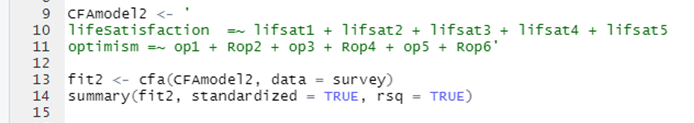 9 CFAmodel2 <- '
10 lifeSatisfaction =~ lifsat1 + lifsat2 + lifsat3 + lifsat4 + lifsat5
11 optimism =~ op1 + Rop2 + op3 + Rop4 + op5 + Rop6'
12
13 fit2 <- cfa(CFAmodel2, data = survey)
14 summary(fit2, standardized = TRUE, rsq = TRUE)
15